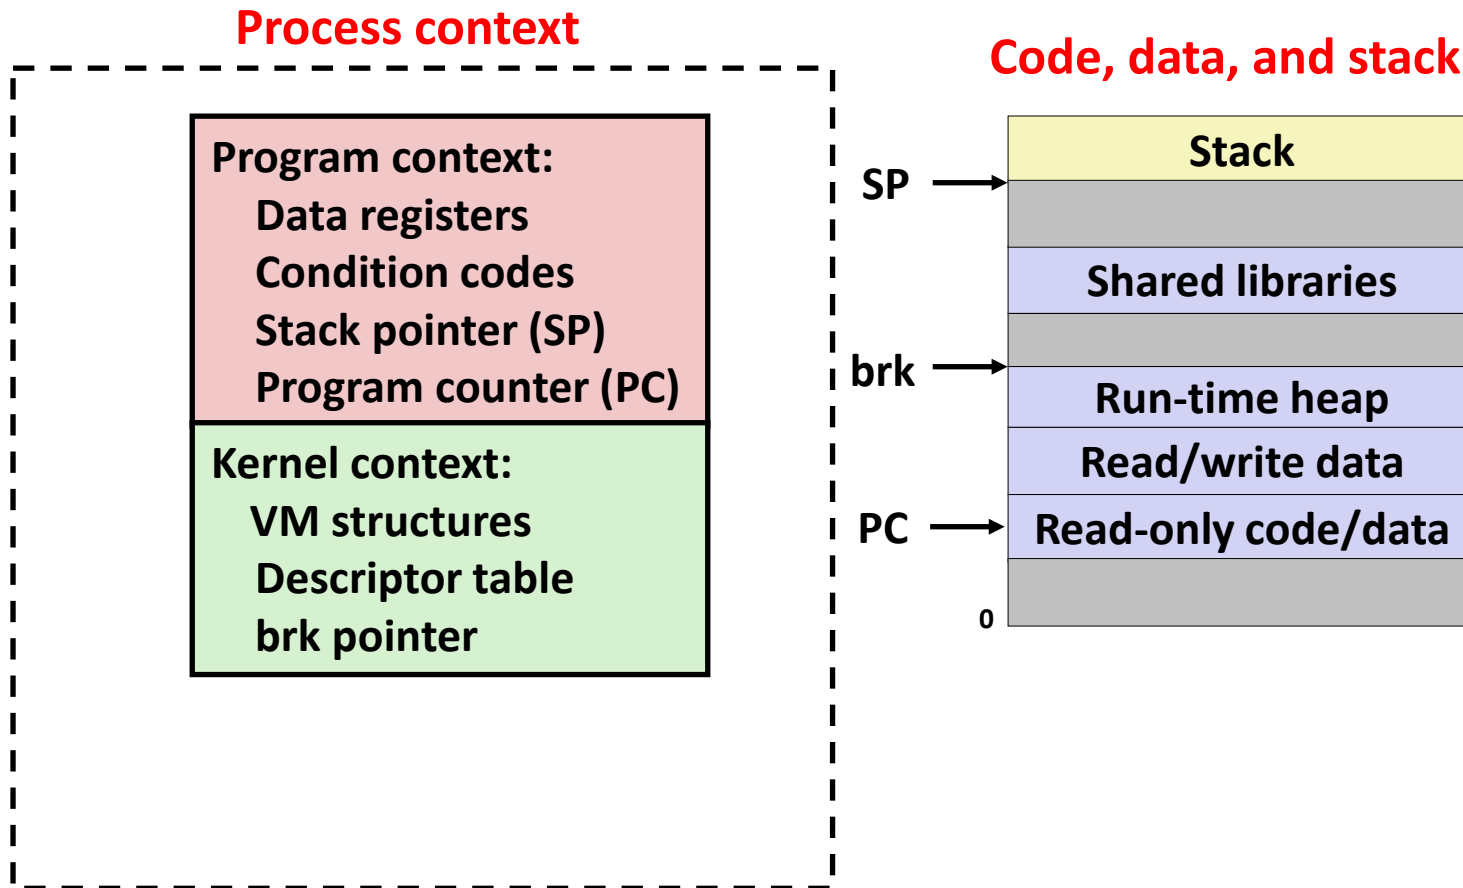 Process context
Program context:
Data registers
Condition codes
Stack pointer (SP)
Program counter (PC)
Kernel context:
VM structures
Descriptor table
brk pointer
Code, data, and stack
Stack
SP
Shared libraries
brk
Run-time heap
Read/write data
PC
Read-only code/data
0